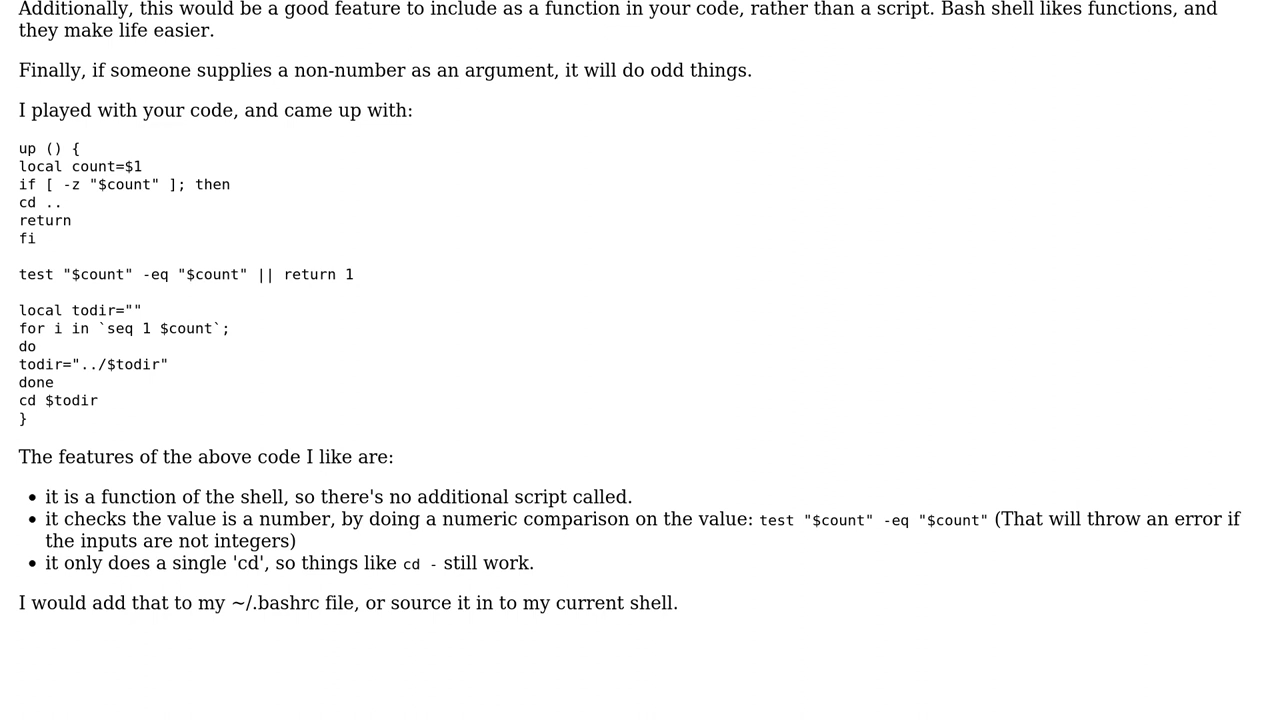 Additionally, this would be a good feature to include as a function in your code, rather than a script. Bash shell likes functions, and
they make life easier.
Finally, if someone supplies a non-number as an argument, it will do odd things.
I played with your code, and came up with:
up () {
local count=$1
if [ -z "$count" ]; then
cd ..
return
fi
test "$count" -eq "$count" || return 1
local todir=""
for i in `seq 1 $count`;
do
todir="../$todir"
done
cd $todir
}
The features of the above code I like are:
• it is a function of the shell, so there's no additional script called.
• it checks the value is a number, by doing a numeric comparison on the value: test "$count" -eq "$count" (That will throw an error if
the inputs are not integers)
• it only does a single 'cd', so things like cd - still work.
I would add that to my ~/.bashrc file, or source it in to my current shell.